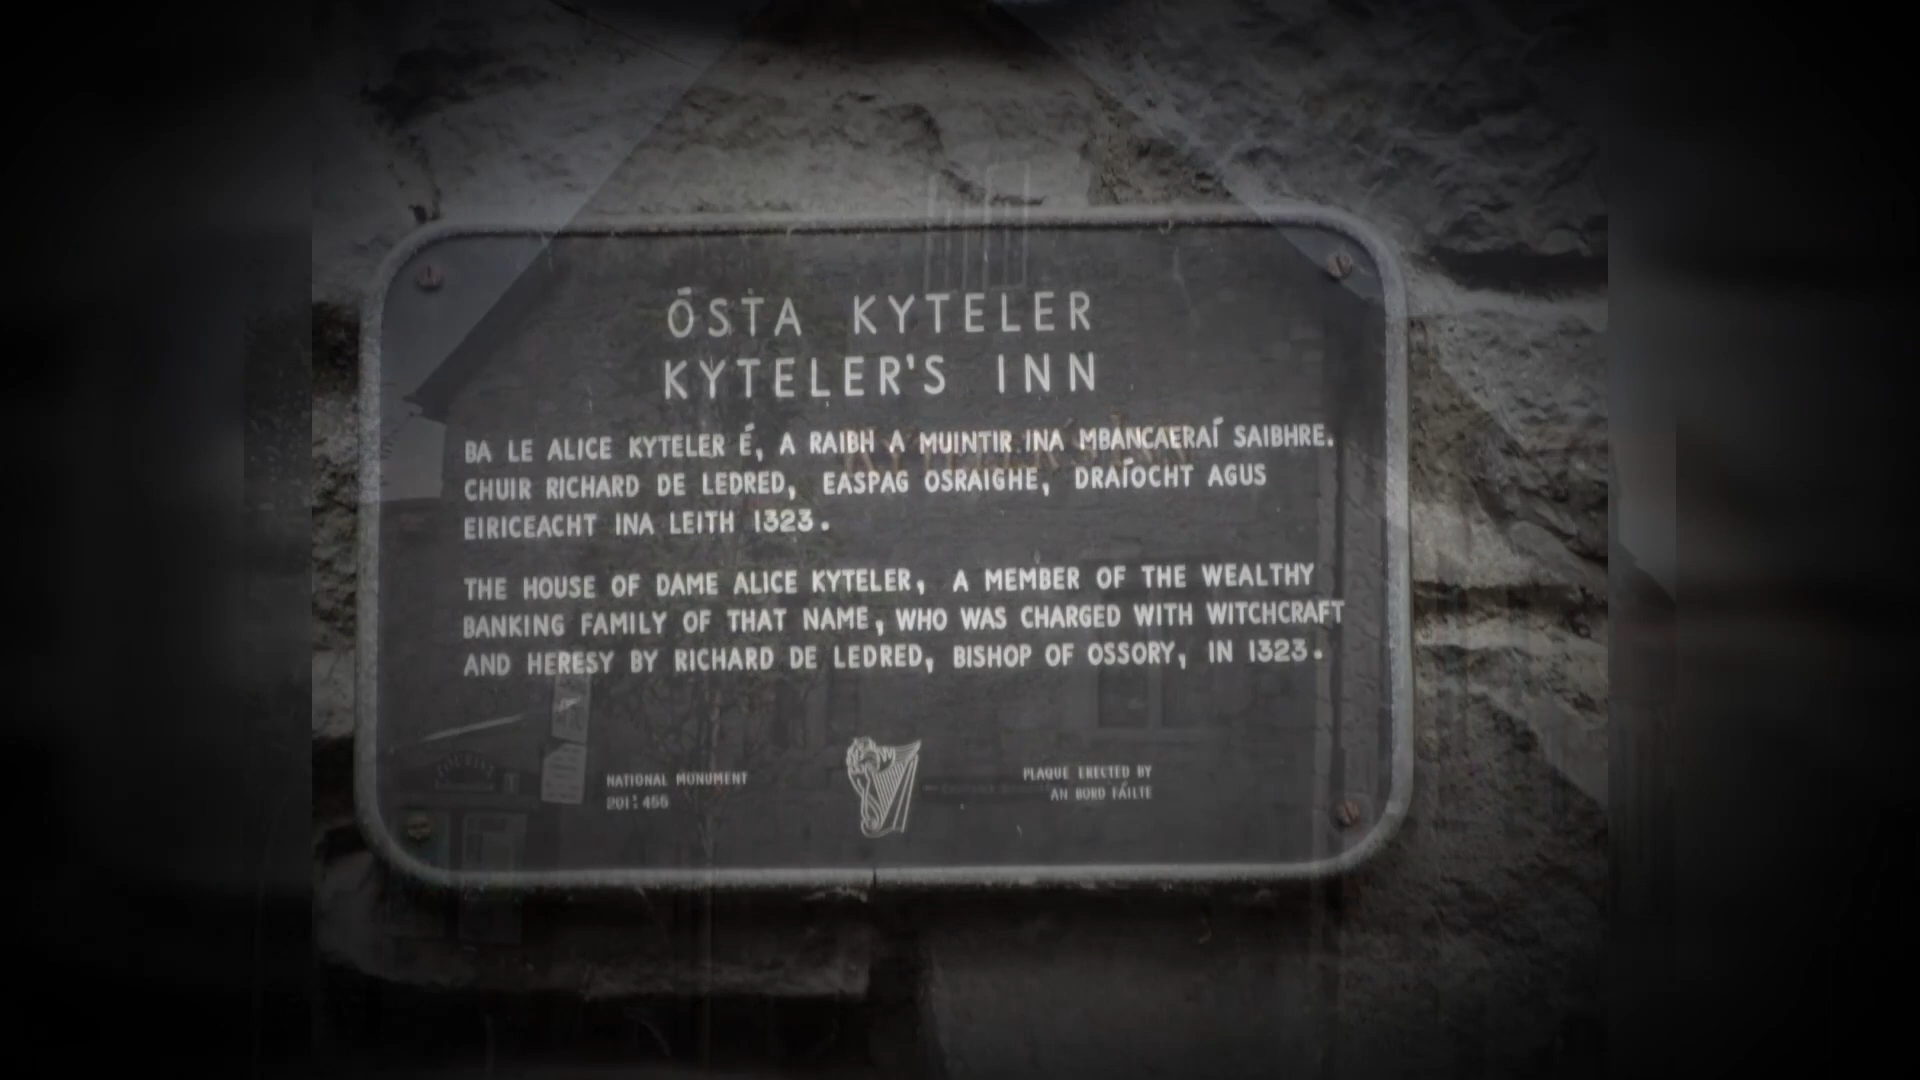 ÓSTA KYTELER
KYTELER'S INN
BA LE ALICE KYTELER É, A RAIBH A MUINTIR INA MBANCAERAÍ SAIBHRE.
CHUIR RICHARD DE LEDRED, EASPAG OSRAIGHE, DRAÍOCHT AGUS
EIRICEACHT INA LEITH 1323.
THE HOUSE OF DAME ALICE KYTELER, A MEMBER OF THE WEALTHY
BANKING FAMILY OF THAT NAME, WHO WAS CHARGED WITH WITCHCRAFT
AND HERESY BY RICHARD DE LEDRED, BISHOP OF OSSORY, IN 1323.
NATIONAL MONUMENT
PLAQUE ERECTED BY
AN BORD FÁILTE